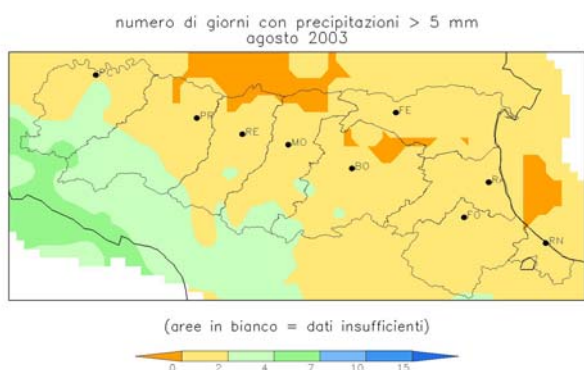 numero di giorni con precipitazioni > 5 mm
agosto 2003
PC
PR
RE
MO
FE
BO
RA
FO
RN
(aree in bianco = dati insufficienti)
0 2 4 7 10 15